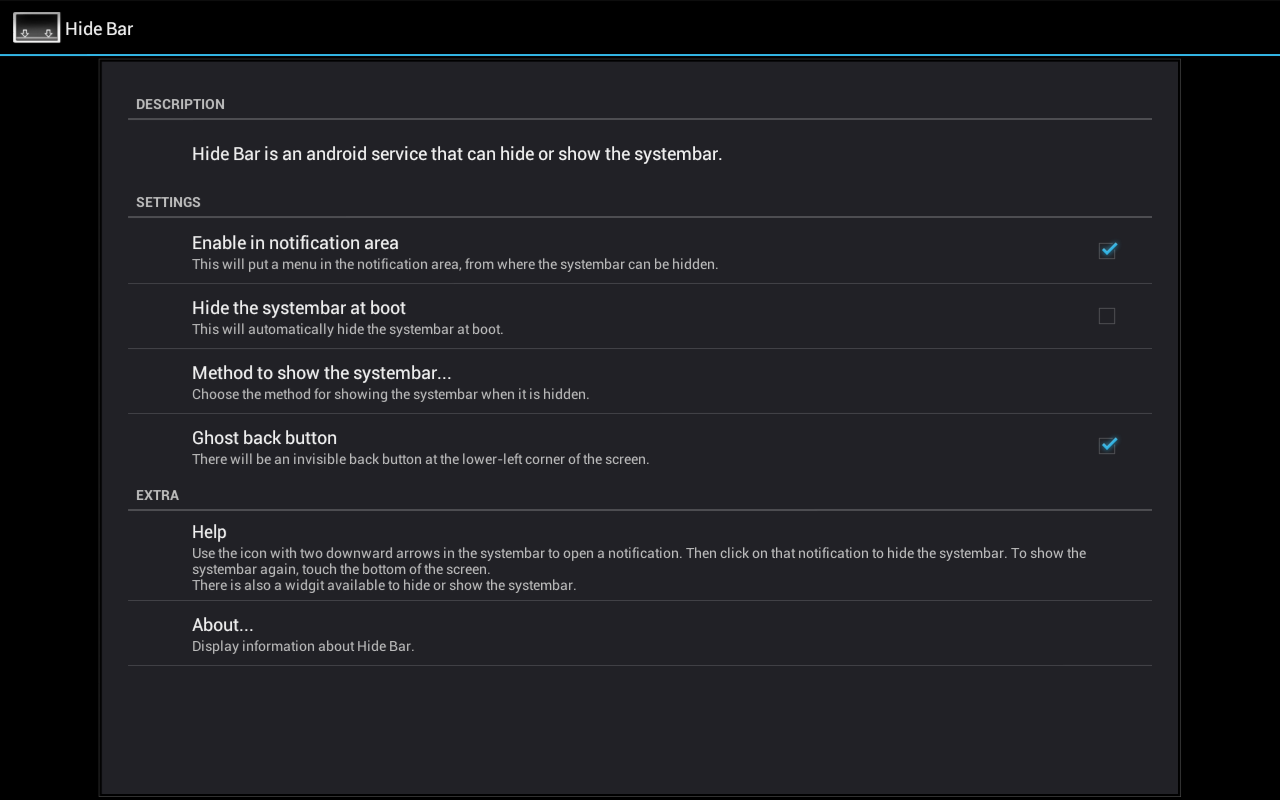 Hide Bar
DESCRIPTION
Hide Bar is an android service that can hide or show the systembar.
SETTINGS
Enable in notification area
This will put a menu in the notification area, from where the systembar can be hidden.
Hide the systembar at boot
This will automatically hide the systembar at boot.
Method to show the systembar...
Choose the method for showing the systembar when it is hidden.
Ghost back button
There will be an invisible back button at the lower-left corner of the screen.
EXTRA
Help
Use the icon with two downward arrows in the systembar to open a notification. Then click on that notification to hide the systembar. To show the
systembar again, touch the bottom of the screen.
There is also a widgit available to hide or show the systembar.
About...
Display information about Hide Bar.